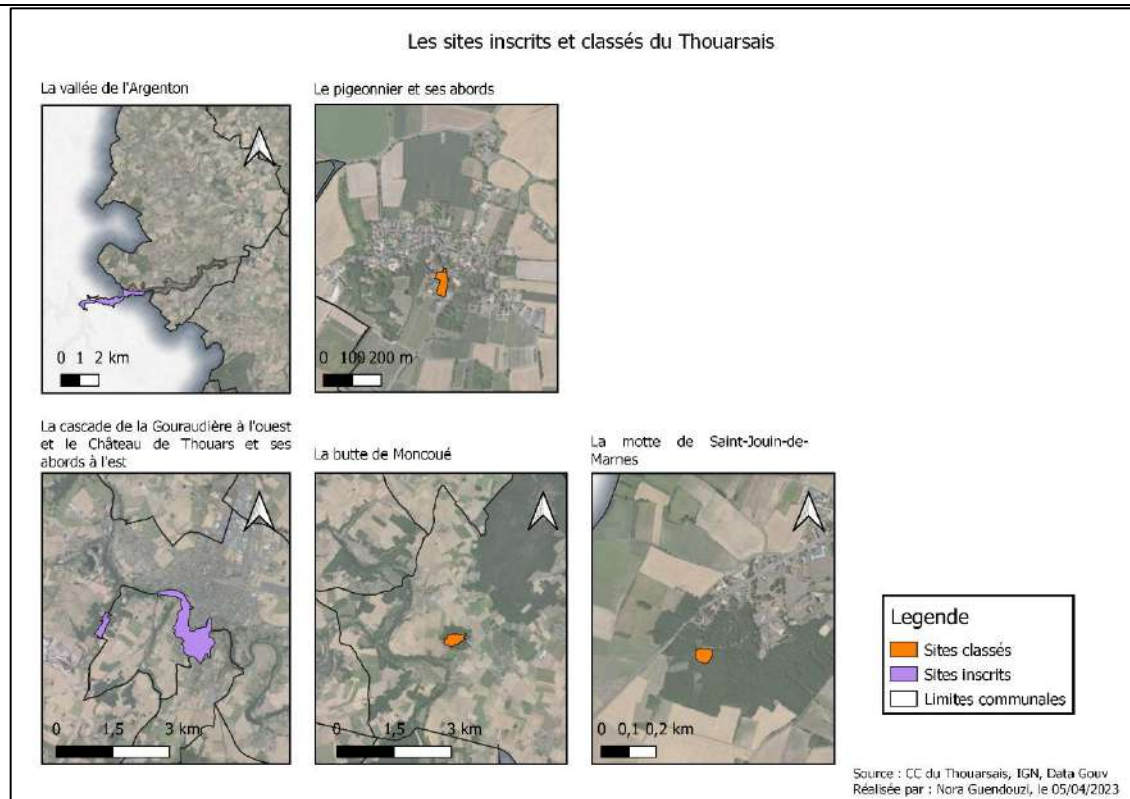 Les sites inscrits et classés du Thouarsais
La vallée de l'Argenton
Le pigeonnier et ses abords
0 1 2 km
0 100 200 m
La cascade de la Gouraudière à l'ouest
et le Château de Thouars et ses
abords à l'est
La butte de Moncoué
La motte de Saint-Jouin-de-
Marnes
0 1,5 3 km
0 1,5 3 km
0 0,1 0,2 km
Legende
Sites classés
Sites inscrits
Limites communales
Source : CC du Thouarsais, IGN, Data Gouv
Réalisée par : Nora Guendouzi, le 05/04/2023